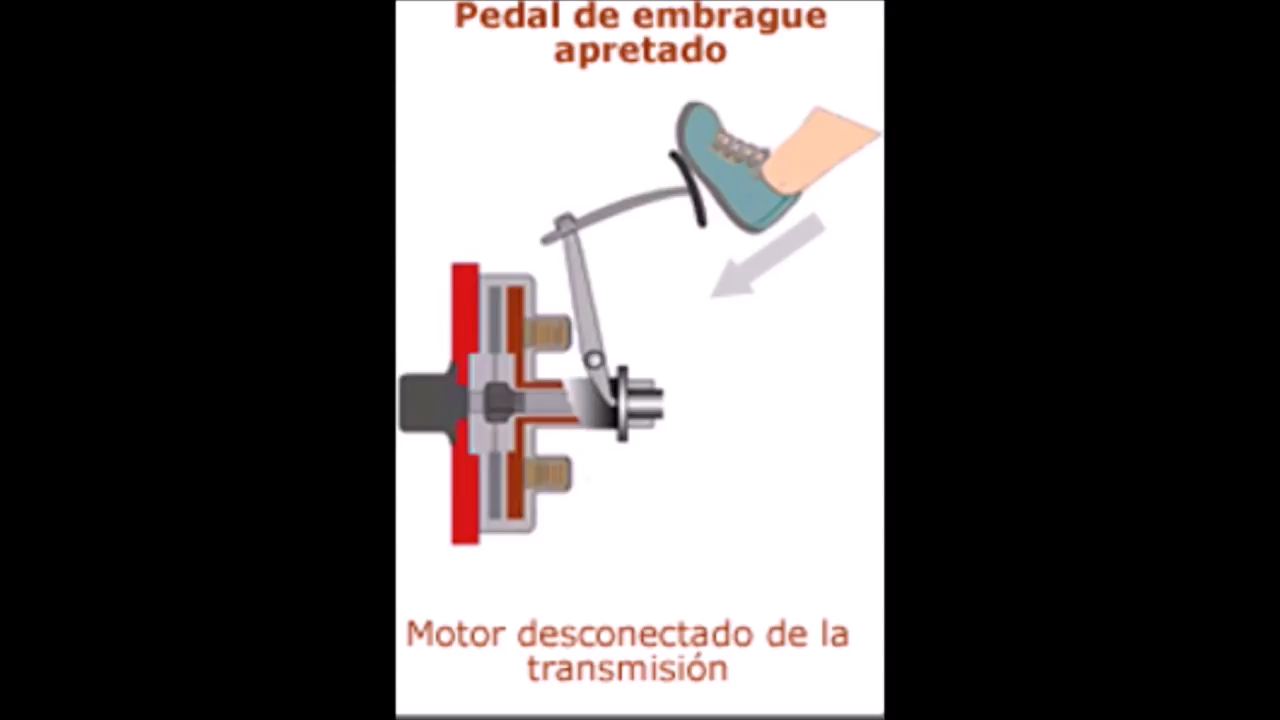 Pedal de embrague
apretado
Motor desconectado de la
transmisión